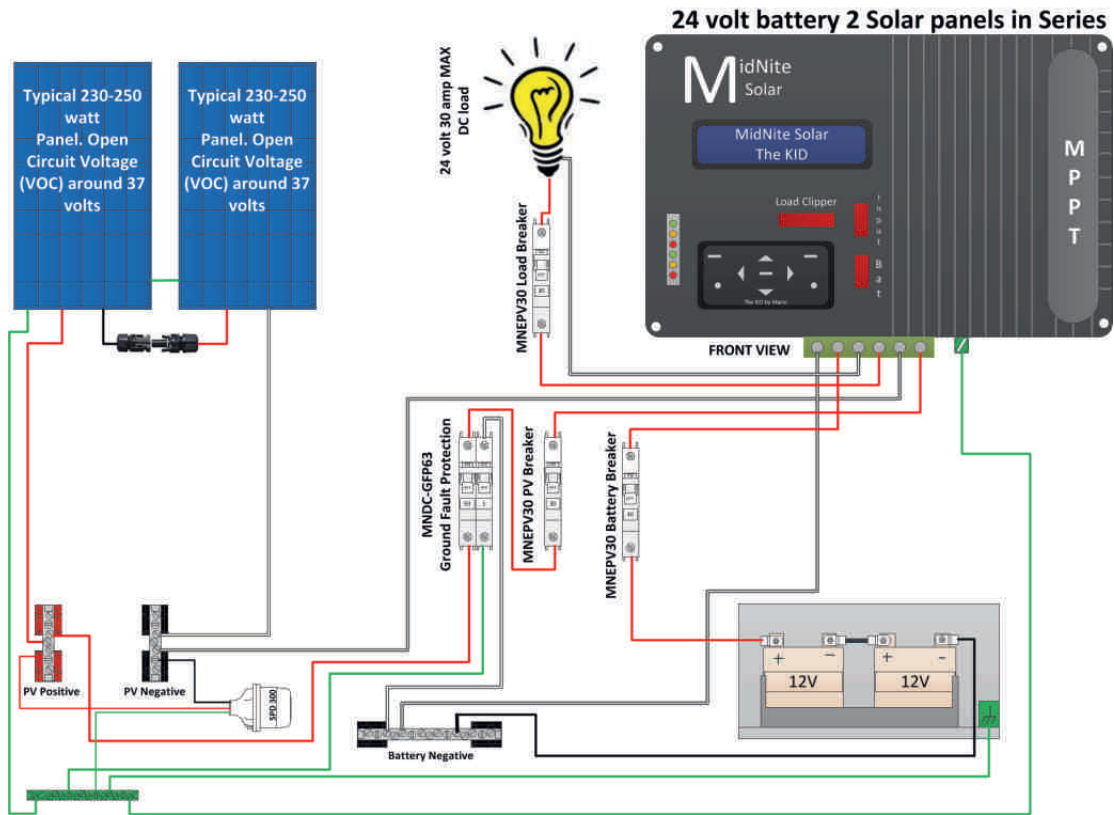 24 volt battery 2 Solar panels in Series
Typical 230-250
watt
Panel. Open
Circuit Voltage
(VOC) around 37
volts
Typical 230-250
watt
Panel. Open
Circuit Voltage
(VOC) around 37
volts
24 volt 30 amp MAX
DC load
MidNite
Solar
MidNite Solar
The KID
MPPT
Load Clipper
Input
Bat
MNEPV30 Load Breaker
FRONT VIEW
MNDC-GFP63
Ground Fault Protection
MNEPV30 PV Breaker
MNEPV30 Battery Breaker
PV Positive
PV Negative
SPD 300
+
-
+
-
12V
12V
Battery Negative